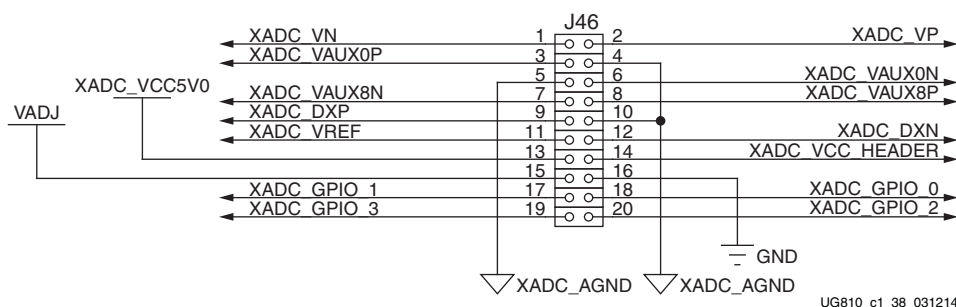 J46
XADC_VN 1 2 XADC_VP
XADC_VAUX0P 3 4
5 6 XADC_VAUX0N
XADC_VCC5V0
XADC_VAUX8N 7 8 XADC_VAUX8P
VADJ
XADC_DXP 9 10
XADC_VREF 11 12 XADC_DXN
13 14 XADC_VCC_HEADER
15 16
XADC_GPIO_1 17 18 XADC_GPIO_0
XADC_GPIO_3 19 20 XADC_GPIO_2
GND
XADC_AGND XADC_AGND
UG810_c1_38_031214